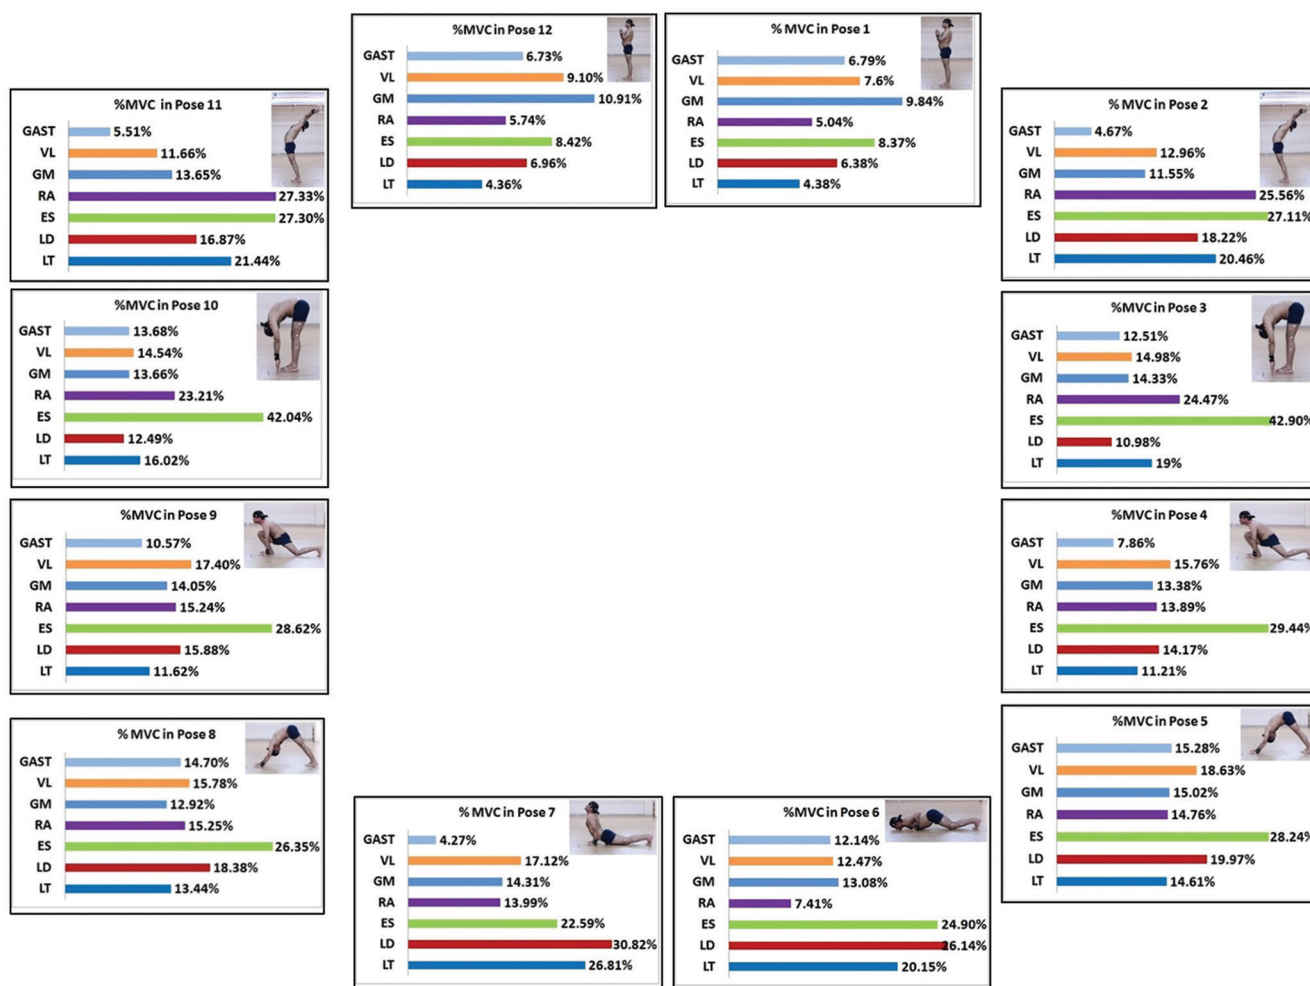 %MVC in Pose 12
GAST 6.73%
VL 9.10%
GM 10.91%
RA 5.74%
ES 8.42%
LD 6.96%
LT 4.36%
% MVC in Pose 1
GAST 6.79%
VL 7.6%
GM 9.84%
RA 5.04%
ES 8.37%
LD 6.38%
LT 4.38%
%MVC in Pose 11
GAST 5.51%
VL 11.66%
GM 13.65%
RA 27.33%
ES 27.30%
LD 16.87%
LT 21.44%
% MVC in Pose 2
GAST 4.67%
VL 12.96%
GM 11.55%
RA 25.56%
ES 27.11%
LD 18.22%
LT 20.46%
%MVC in Pose 10
GAST 13.68%
VL 14.54%
GM 13.66%
RA 23.21%
ES 42.04%
LD 12.49%
LT 16.02%
%MVC in Pose 3
GAST 12.51%
VL 14.98%
GM 14.33%
RA 24.47%
ES 42.90%
LD 10.98%
LT 19%
%MVC in Pose 9
GAST 10.57%
VL 17.40%
GM 14.05%
RA 15.24%
ES 28.62%
LD 15.88%
LT 11.62%
%MVC in Pose 4
GAST 7.86%
VL 15.76%
GM 13.38%
RA 13.89%
ES 29.44%
LD 14.17%
LT 11.21%
% MVC in Pose 8
GAST 14.70%
VL 15.78%
GM 12.92%
RA 15.25%
ES 26.35%
LD 18.38%
LT 13.44%
%MVC in Pose 5
GAST 15.28%
VL 18.63%
GM 15.02%
RA 14.76%
ES 28.24%
LD 19.97%
LT 14.61%
% MVC in Pose 7
GAST 4.27%
VL 17.12%
GM 14.31%
RA 13.99%
ES 22.59%
LD 30.82%
LT 26.81%
%MVC in Pose 6
GAST 12.14%
VL 12.47%
GM 13.08%
RA 7.41%
ES 24.90%
LD 26.14%
LT 20.15%